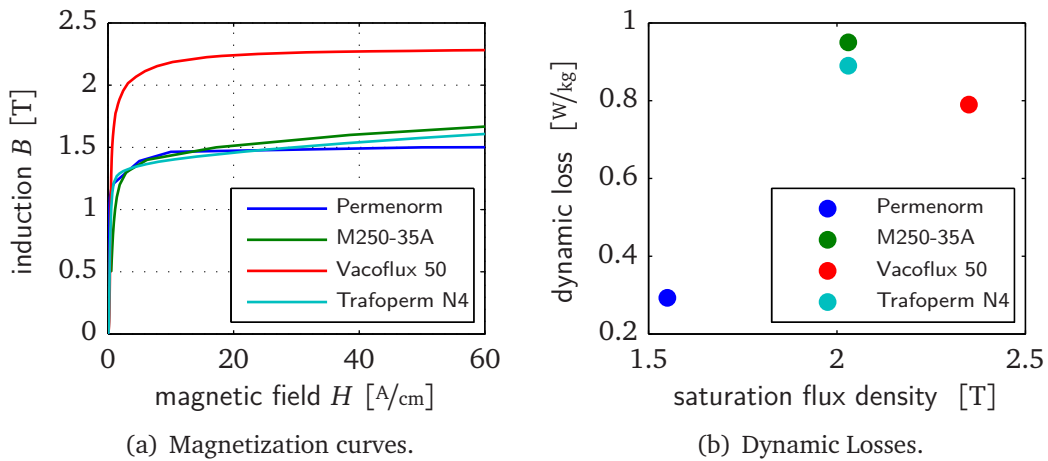 2.5
2
1.5
1
0.5
0
0
20
40
60
induction B [T]
magnetic field H [A/cm]
Permenorm
M250-35A
Vacoflux 50
Trafoperm N4
(a) Magnetization curves.
1
0.8
0.6
0.4
0.2
1.5
2
2.5
dynamic loss [W/kg]
saturation flux density [T]
Permenorm
M250-35A
Vacoflux 50
Trafoperm N4
(b) Dynamic Losses.